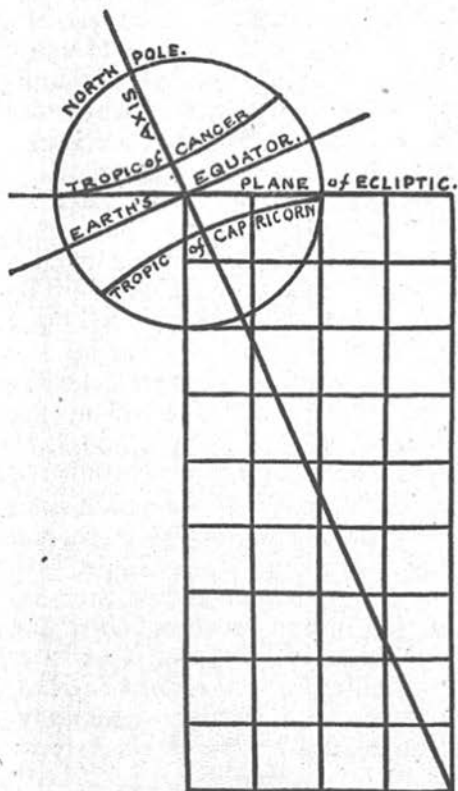 NORTH POLE.
AXIS
TROPIC of CANCER
EARTH'S EQUATOR.
PLANE of ECLIPTIC.
TROPIC of CAPRICORN